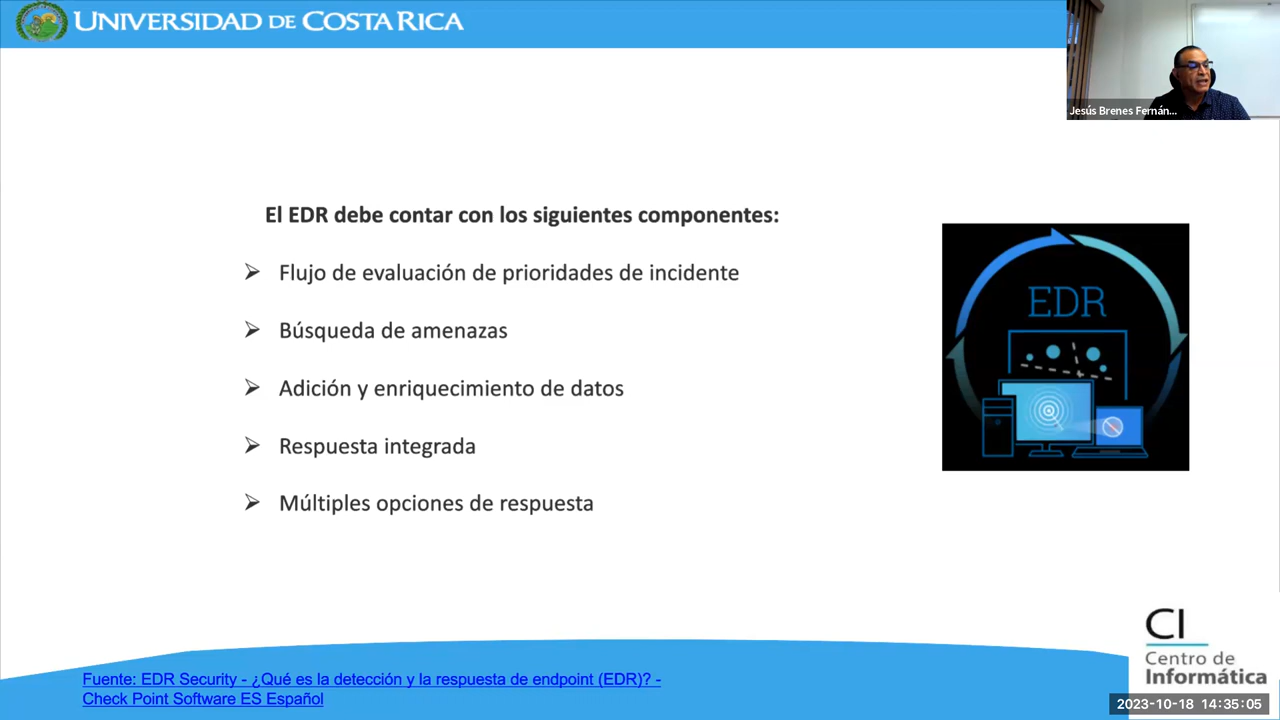 UNIVERSIDAD DE COSTA RICA
Jesús Brenes Fernán...
El EDR debe contar con los siguientes componentes:
Flujo de evaluación de prioridades de incidente
Búsqueda de amenazas
Adición y enriquecimiento de datos
Respuesta integrada
Múltiples opciones de respuesta
EDR
CI
Centro de
Informática
Fuente: EDR Security - ¿Qué es la detección y la respuesta de endpoint (EDR)? -
Check Point Software ES Español
2023-10-18 14:35:05